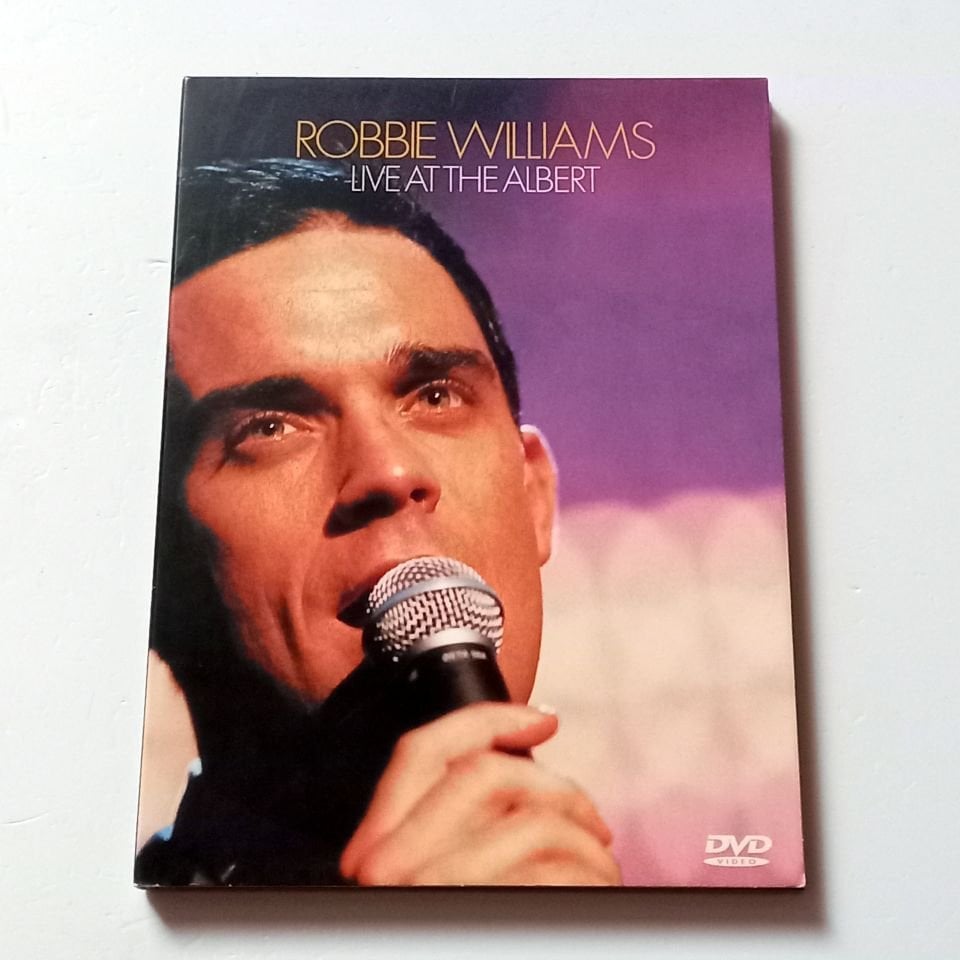 ROBBIE WILLIAMS
LIVE AT THE ALBERT
DVD
VIDEO